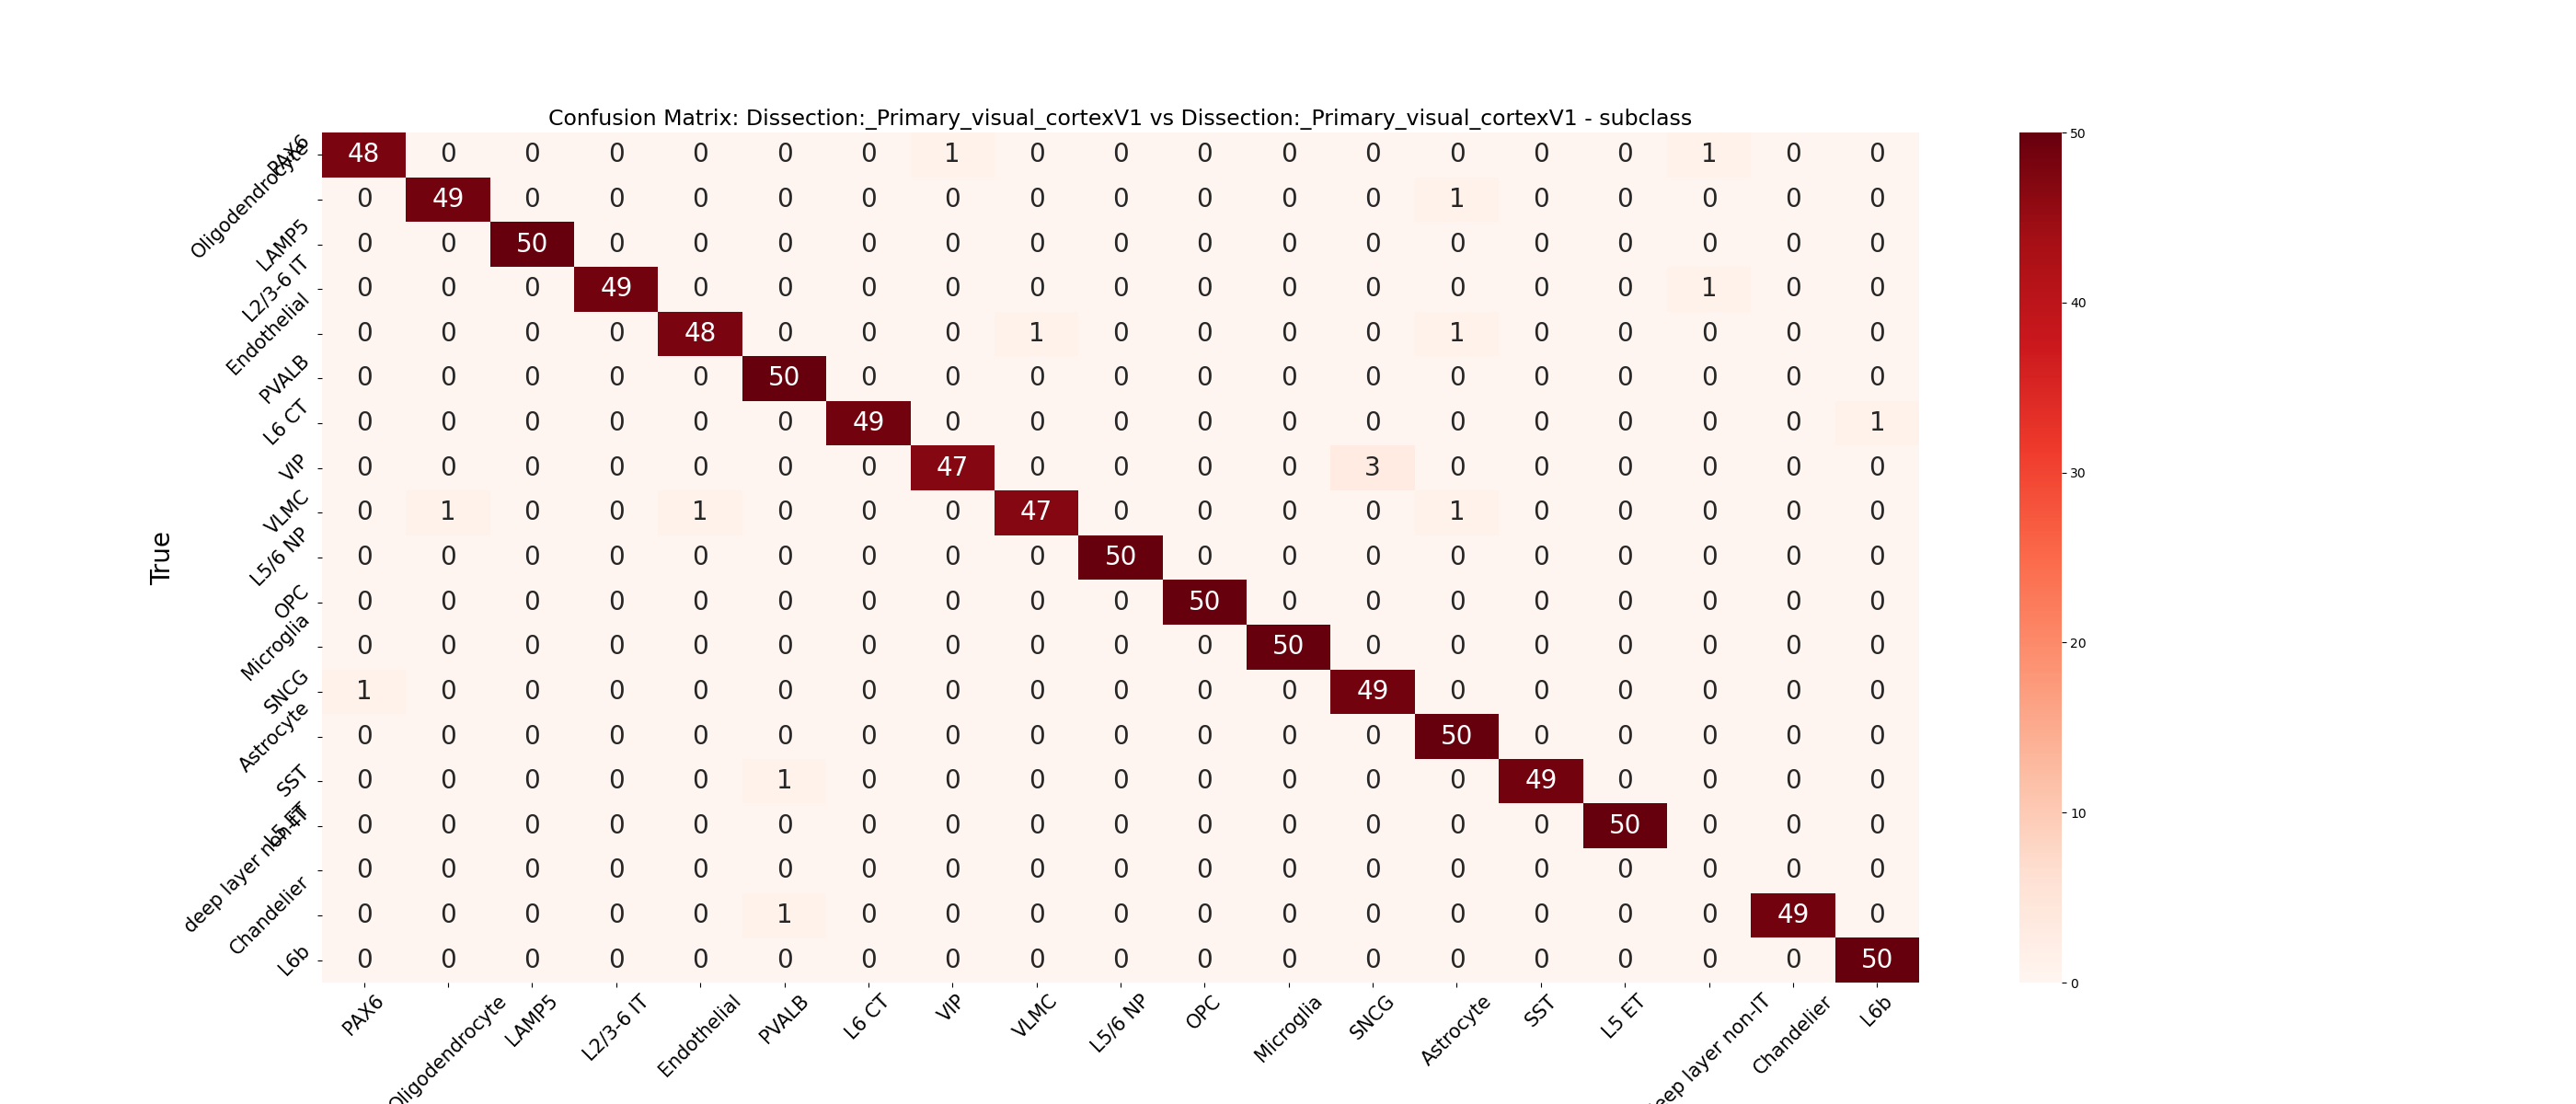 Confusion Matrix: Dissection:_Primary_visual_cortexV1 vs Dissection:_Primary_visual_cortexV1 - subclass
PAX6 48 0 0 0 0 0 0 1 0 0 0 0 0 0 0 0 1 0 0
Oligodendrocyte 0 49 0 0 0 0 0 0 0 0 0 0 0 1 0 0 0 0 0
LAMP5 0 0 50 0 0 0 0 0 0 0 0 0 0 0 0 0 0 0 0
L2/3-6 IT 0 0 0 49 0 0 0 0 0 0 0 0 0 0 0 0 1 0 0
Endothelial 0 0 0 0 48 0 0 0 1 0 0 0 0 1 0 0 0 0 0
PVALB 0 0 0 0 0 50 0 0 0 0 0 0 0 0 0 0 0 0 0
L6 CT 0 0 0 0 0 0 49 0 0 0 0 0 0 0 0 0 0 0 1
VIP 0 0 0 0 0 0 0 47 0 0 0 0 3 0 0 0 0 0 0
VLMC 0 1 0 0 1 0 0 0 47 0 0 0 0 1 0 0 0 0 0
L5/6 NP 0 0 0 0 0 0 0 0 0 50 0 0 0 0 0 0 0 0 0
OPC 0 0 0 0 0 0 0 0 0 0 50 0 0 0 0 0 0 0 0
Microglia 0 0 0 0 0 0 0 0 0 0 0 50 0 0 0 0 0 0 0
SNCG 1 0 0 0 0 0 0 0 0 0 0 0 49 0 0 0 0 0 0
Astrocyte 0 0 0 0 0 0 0 0 0 0 0 0 0 50 0 0 0 0 0
SST 0 0 0 0 0 1 0 0 0 0 0 0 0 0 49 0 0 0 0
L5 ET 0 0 0 0 0 0 0 0 0 0 0 0 0 0 0 50 0 0 0
deep layer non-IT 0 0 0 0 0 0 0 0 0 0 0 0 0 0 0 0 0 0 0
Chandelier 0 0 0 0 0 1 0 0 0 0 0 0 0 0 0 0 0 49 0
L6b 0 0 0 0 0 0 0 0 0 0 0 0 0 0 0 0 0 0 50
True
PAX6 Oligodendrocyte LAMP5 L2/3-6 IT Endothelial PVALB L6 CT VIP VLMC L5/6 NP OPC Microglia SNCG Astrocyte SST L5 ET layer non-IT Chandelier L6b
50
40
30
20
10
0